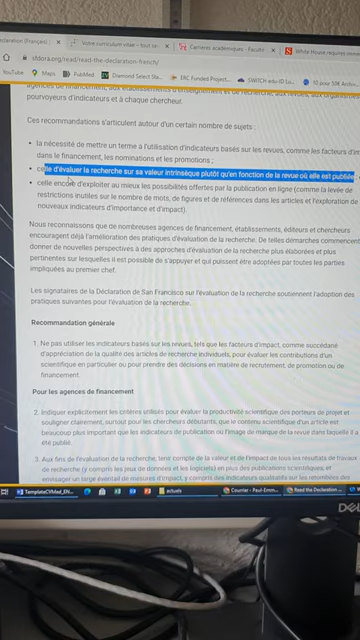 eclaration (Français)
Votre curriculum vitae – tout se
Carrières académiques - Faculté
White House requires imme
sfdora.org/read/read-the-declaration-french/
YouTube Maps PubMed Diamond Select Sta... ERC Funded Project... SWITCH edu-ID Lo... 10 pour 50€ Archiv...
pourvoyeurs d'indicateurs et à chaque chercheur.
Ces recommandations s'articulent autour d'un certain nombre de sujets :
la nécessité de mettre un terme à l'utilisation d'indicateurs basés sur les revues, comme les facteurs d'im
dans le financement, les nominations et les promotions ;
celle d'évaluer la recherche sur sa valeur intrinsèque plutôt qu'en fonction de la revue où elle est publiée
celle encore d'exploiter au mieux les possibilités offertes par la publication en ligne (comme la levée de
restrictions inutiles sur le nombre de mots, de figures et de références dans les articles et l'exploration de
nouveaux indicateurs d'importance et d'impact).
Nous reconnaissons que de nombreuses agences de financement, établissements, éditeurs et chercheurs
encouragent déjà l'amélioration des pratiques d'évaluation de la recherche. De telles démarches commencent
donner de nouvelles perspectives à des approches d'évaluation de la recherche plus élaborées et plus
pertinentes sur lesquelles il est possible de s'appuyer et qui puissent être adoptées par toutes les parties
impliquées au premier chef.
Les signataires de la Déclaration de San Francisco sur l'évaluation de la recherche soutiennent l'adoption des
pratiques suivantes pour l'évaluation de la recherche.
Recommandation générale
1. Ne pas utiliser les indicateurs basés sur les revues, tels que les facteurs d'impact, comme succédané
d'appréciation de la qualité des articles de recherche individuels, pour évaluer les contributions d'un
scientifique en particulier ou pour prendre des décisions en matière de recrutement, de promotion ou de
financement.
Pour les agences de financement
2. Indiquer explicitement les critères utilisés pour évaluer la productivité scientifique des porteurs de projet et
souligner clairement, surtout pour les chercheurs débutants, que le contenu scientifique d'un article est
beaucoup plus important que les indicateurs de publication ou l'image de marque de la revue dans laquelle il a
été publié.
3. Aux fins de l'évaluation de la recherche, tenir compte de la valeur et de l'impact de tous les résultats de travaux
de recherche (y compris les jeux de données et les logiciels) en plus des publications scientifiques, et
envisager un large éventail de mesures d'impact, y compris des indicateurs qualitatifs sur les retombées des
TemplateCVMed_EN... actuels Courrier - Paul-Emm... Read the Declaration...
DELL